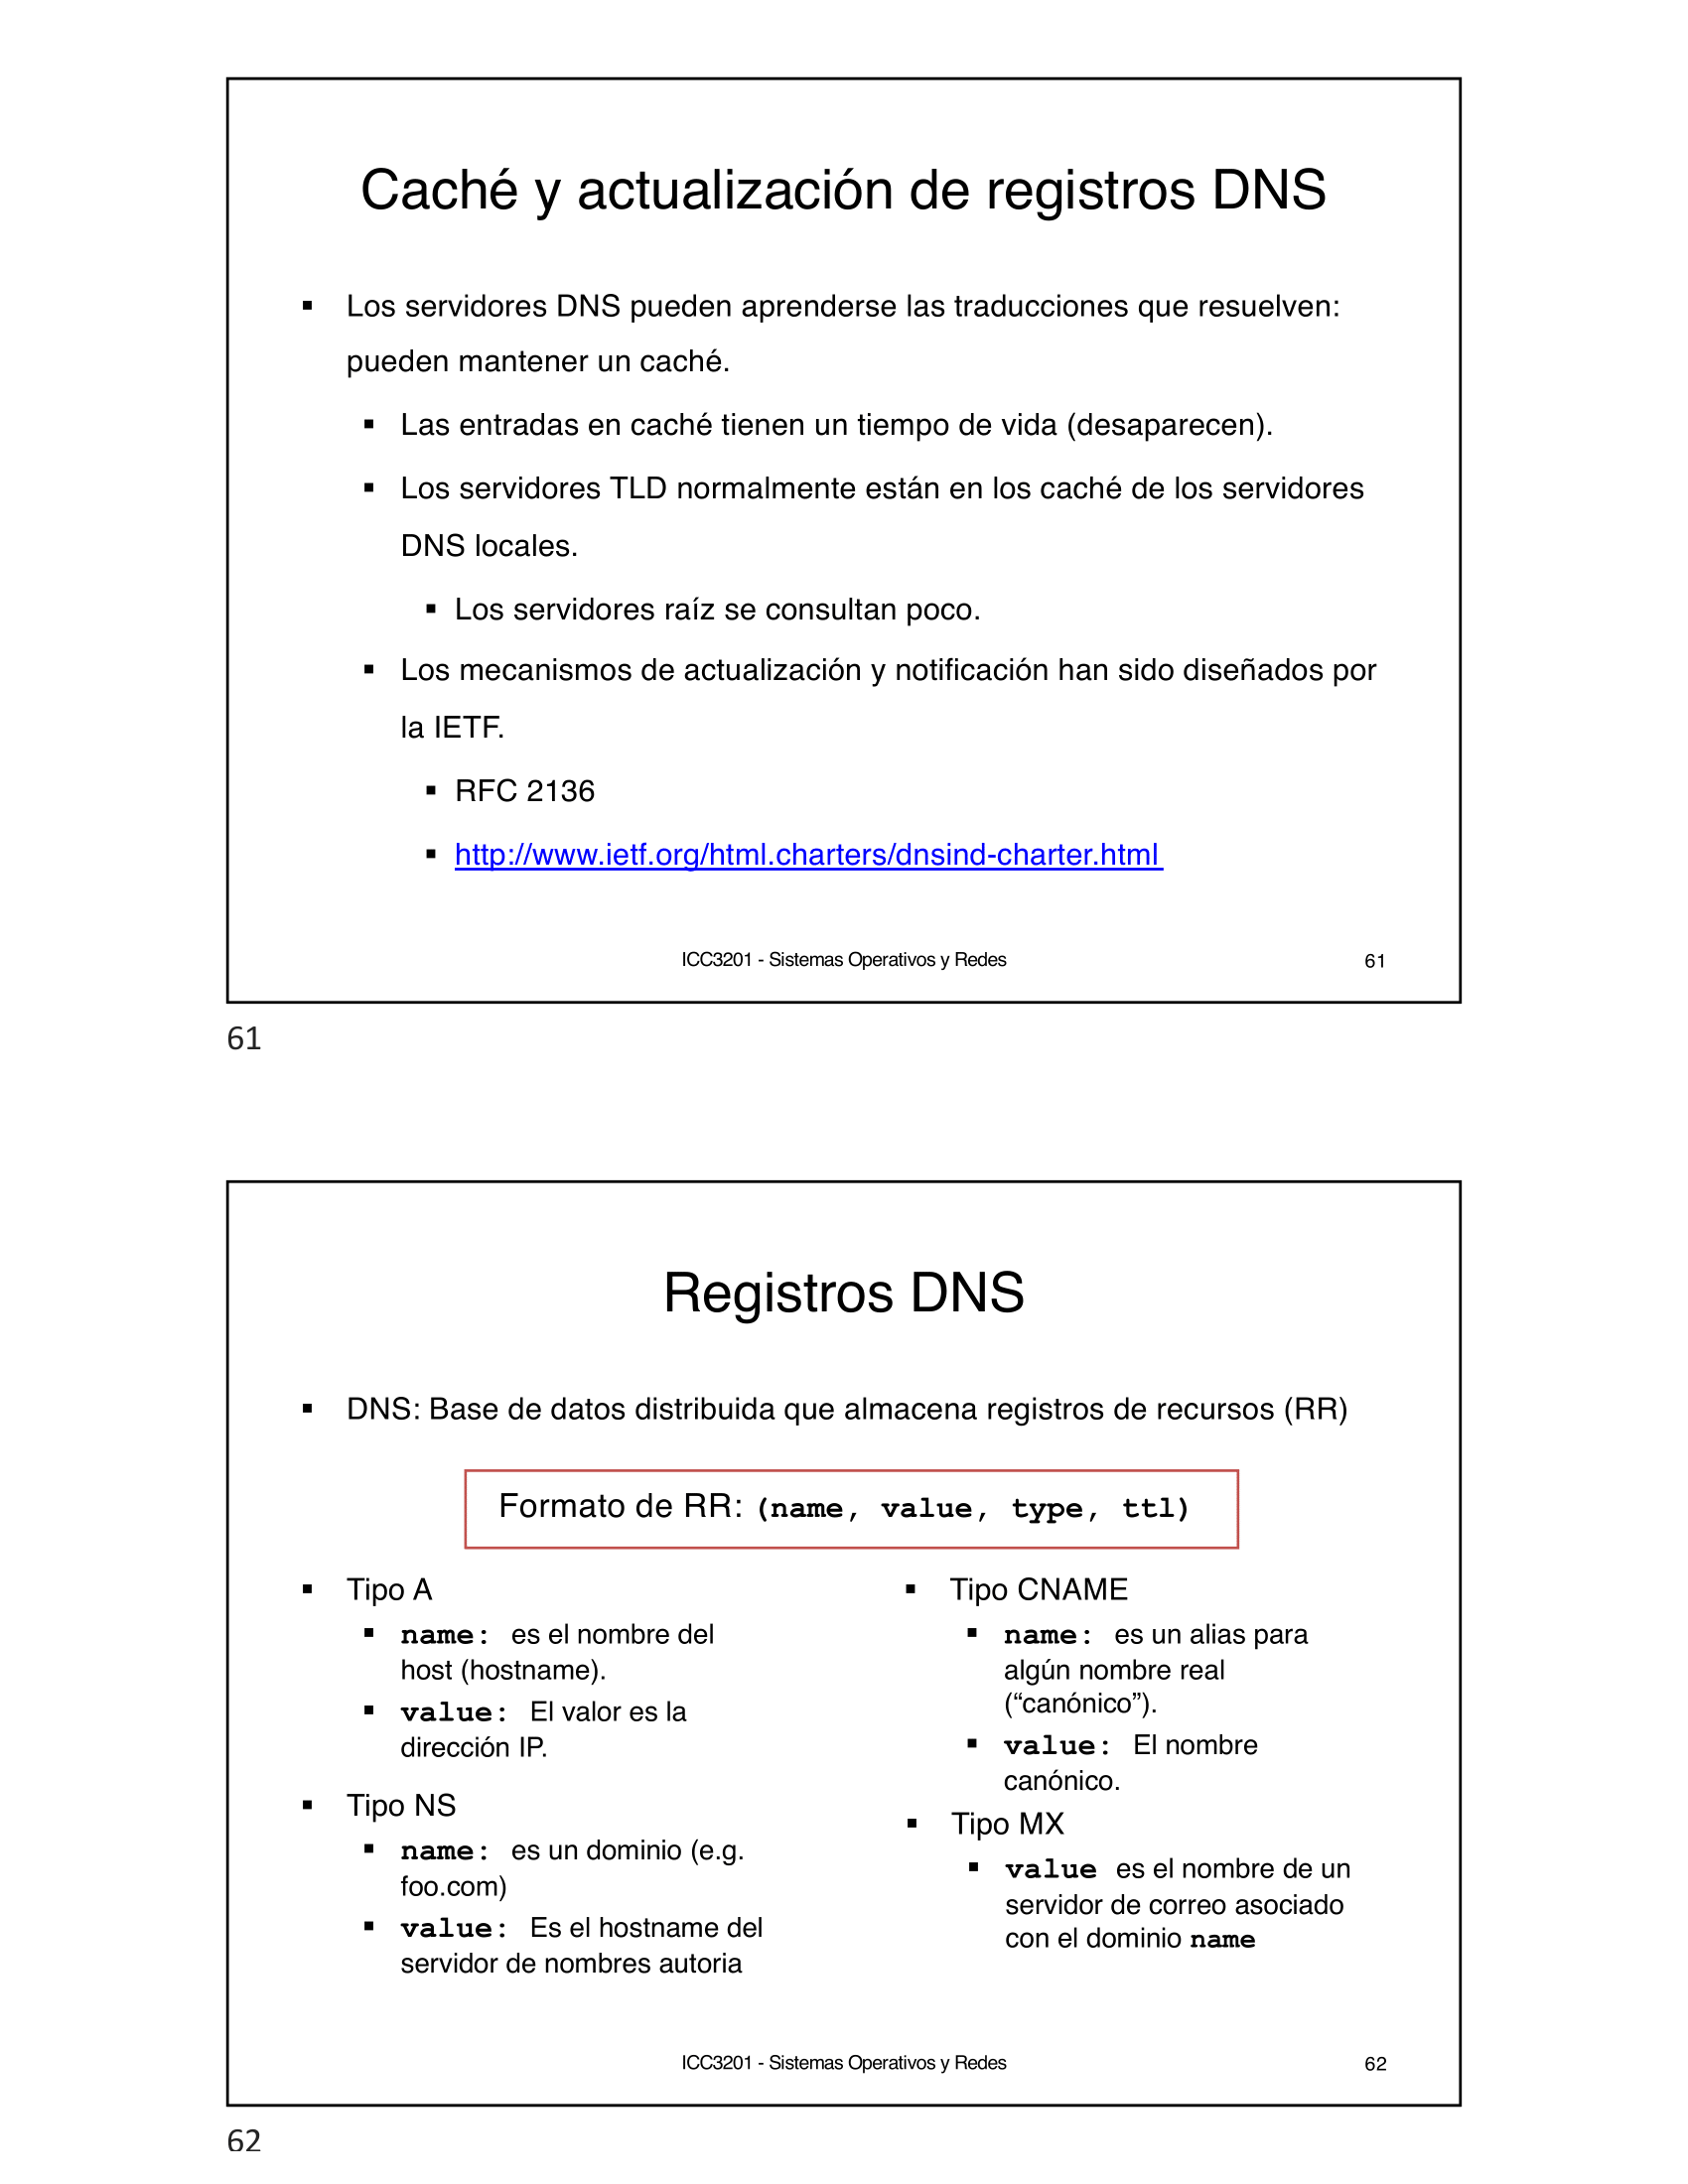 Caché y actualización de registros DNS
▪ Los servidores DNS pueden aprenderse las traducciones que resuelven:
pueden mantener un caché.
▪ Las entradas en caché tienen un tiempo de vida (desaparecen).
▪ Los servidores TLD normalmente están en los caché de los servidores
DNS locales.
▪ Los servidores raíz se consultan poco.
▪ Los mecanismos de actualización y notificación han sido diseñados por
la IETF.
▪ RFC 2136
▪ http://www.ietf.org/html.charters/dnsind-charter.html
ICC3201 - Sistemas Operativos y Redes
61
61
Registros DNS
▪ DNS: Base de datos distribuida que almacena registros de recursos (RR)
Formato de RR: (name, value, type, ttl)
▪ Tipo A
▪ name: es el nombre del
host (hostname).
▪ value: El valor es la
dirección IP.
▪ Tipo NS
▪ name: es un dominio (e.g.
foo.com)
▪ value: Es el hostname del
servidor de nombres autoria
▪ Tipo CNAME
▪ name: es un alias para
algún nombre real
(“canónico”).
▪ value: El nombre
canónico.
▪ Tipo MX
▪ value es el nombre de un
servidor de correo asociado
con el dominio name
ICC3201 - Sistemas Operativos y Redes
62
62